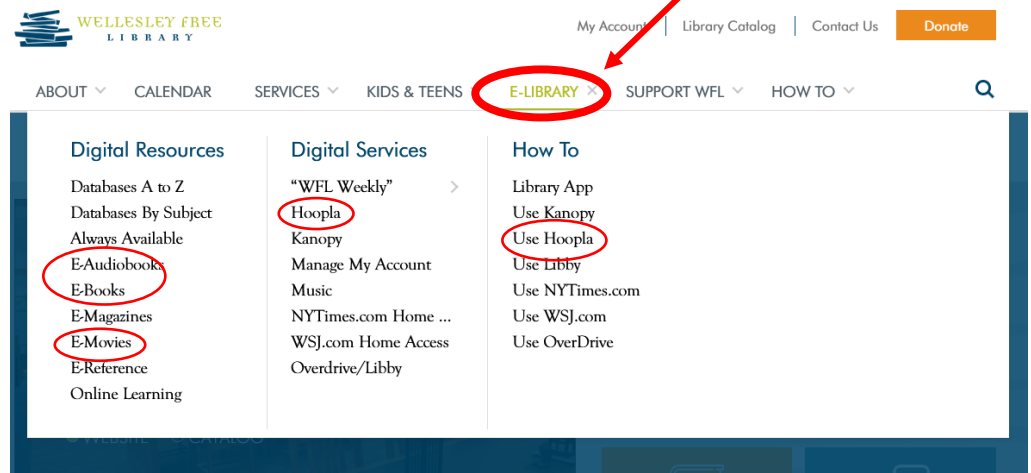 WELLESLEY FREE
LIBRARY
My Account
Library Catalog
Contact Us
Donate
ABOUT
CALENDAR
SERVICES
KIDS & TEENS
E-LIBRARY
SUPPORT WFL
HOW TO
Digital Resources
Databases A to Z
Databases By Subject
Always Available
E-Audiobooks
E-Books
E-Magazines
E-Movies
E-Reference
Online Learning
Digital Services
“WFL Weekly”
Hoopla
Kanopy
Manage My Account
Music
NYTimes.com Home ...
WSJ.com Home Access
Overdrive/Libby
How To
Library App
Use Kanopy
Use Hoopla
Use Libby
Use NYTimes.com
Use WSJ.com
Use OverDrive
WEBSITE
CATALOG